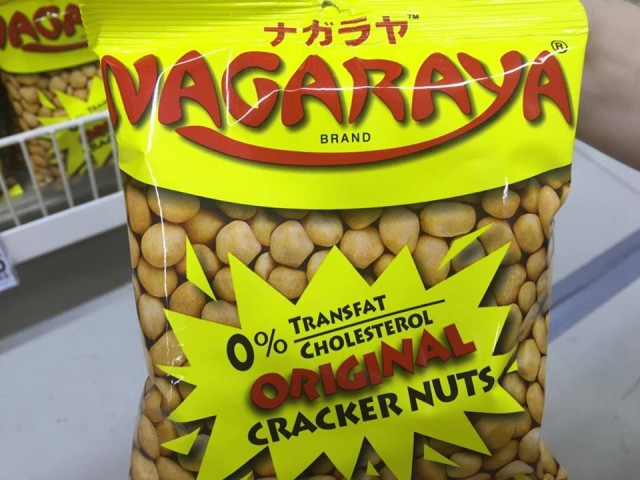 ナガラヤ™
NAGARAYA®
BRAND
0% TRANSFAT
CHOLESTEROL
ORIGINAL
CRACKER NUTS